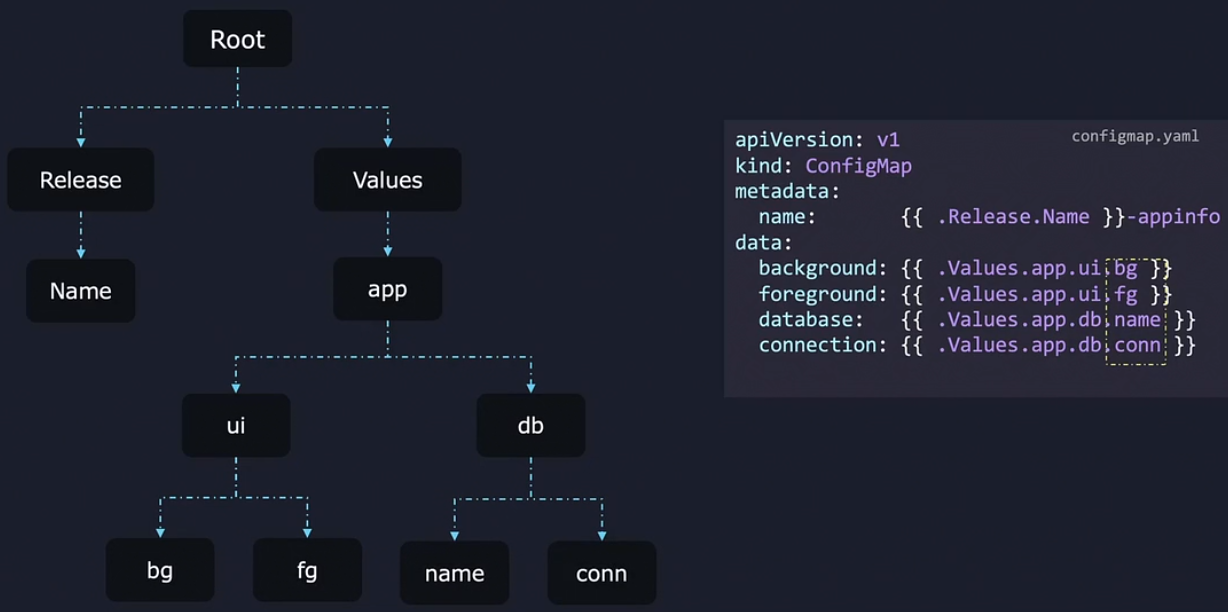 Root
Release
Values
Name
app
ui
db
bg
fg
name
conn
configmap.yaml
apiVersion: v1
kind: ConfigMap
metadata:
  name:       {{ .Release.Name }}-appinfo
data:
  background: {{ .Values.app.ui.bg }}
  foreground: {{ .Values.app.ui.fg }}
  database:   {{ .Values.app.db.name }}
  connection: {{ .Values.app.db.conn }}